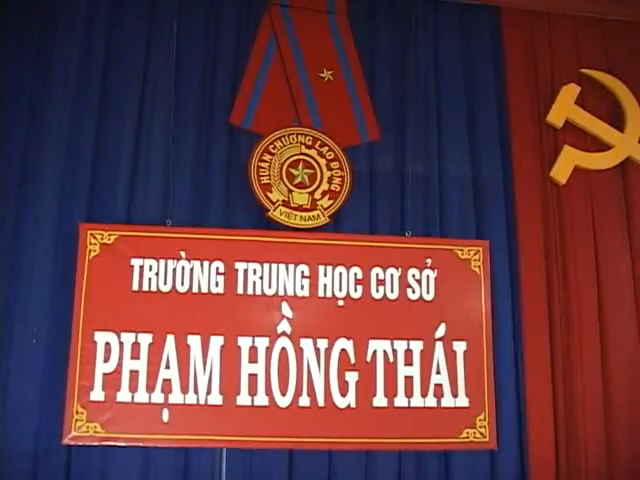 HUÂN CHƯƠNG LAO ĐỘNG
VIỆT NAM
TRƯỜNG TRUNG HỌC CƠ SỞ
PHẠM HỒNG THÁI